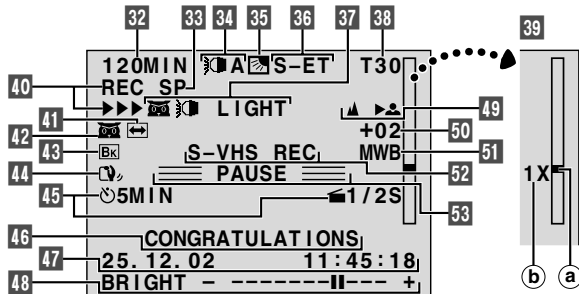 32 33 34 35 36 37 38 39
120MIN A S-ET T30
40 REC SP
LIGHT 49
41
42 +02 50
43 BK MWB 51
S-VHS REC 52
44 PAUSE
45 5MIN 1/2S 53
1X
46 CONGRATULATIONS
47 25.12.02 11:45:18
48 BRIGHT - ------▮▮--- +
b a